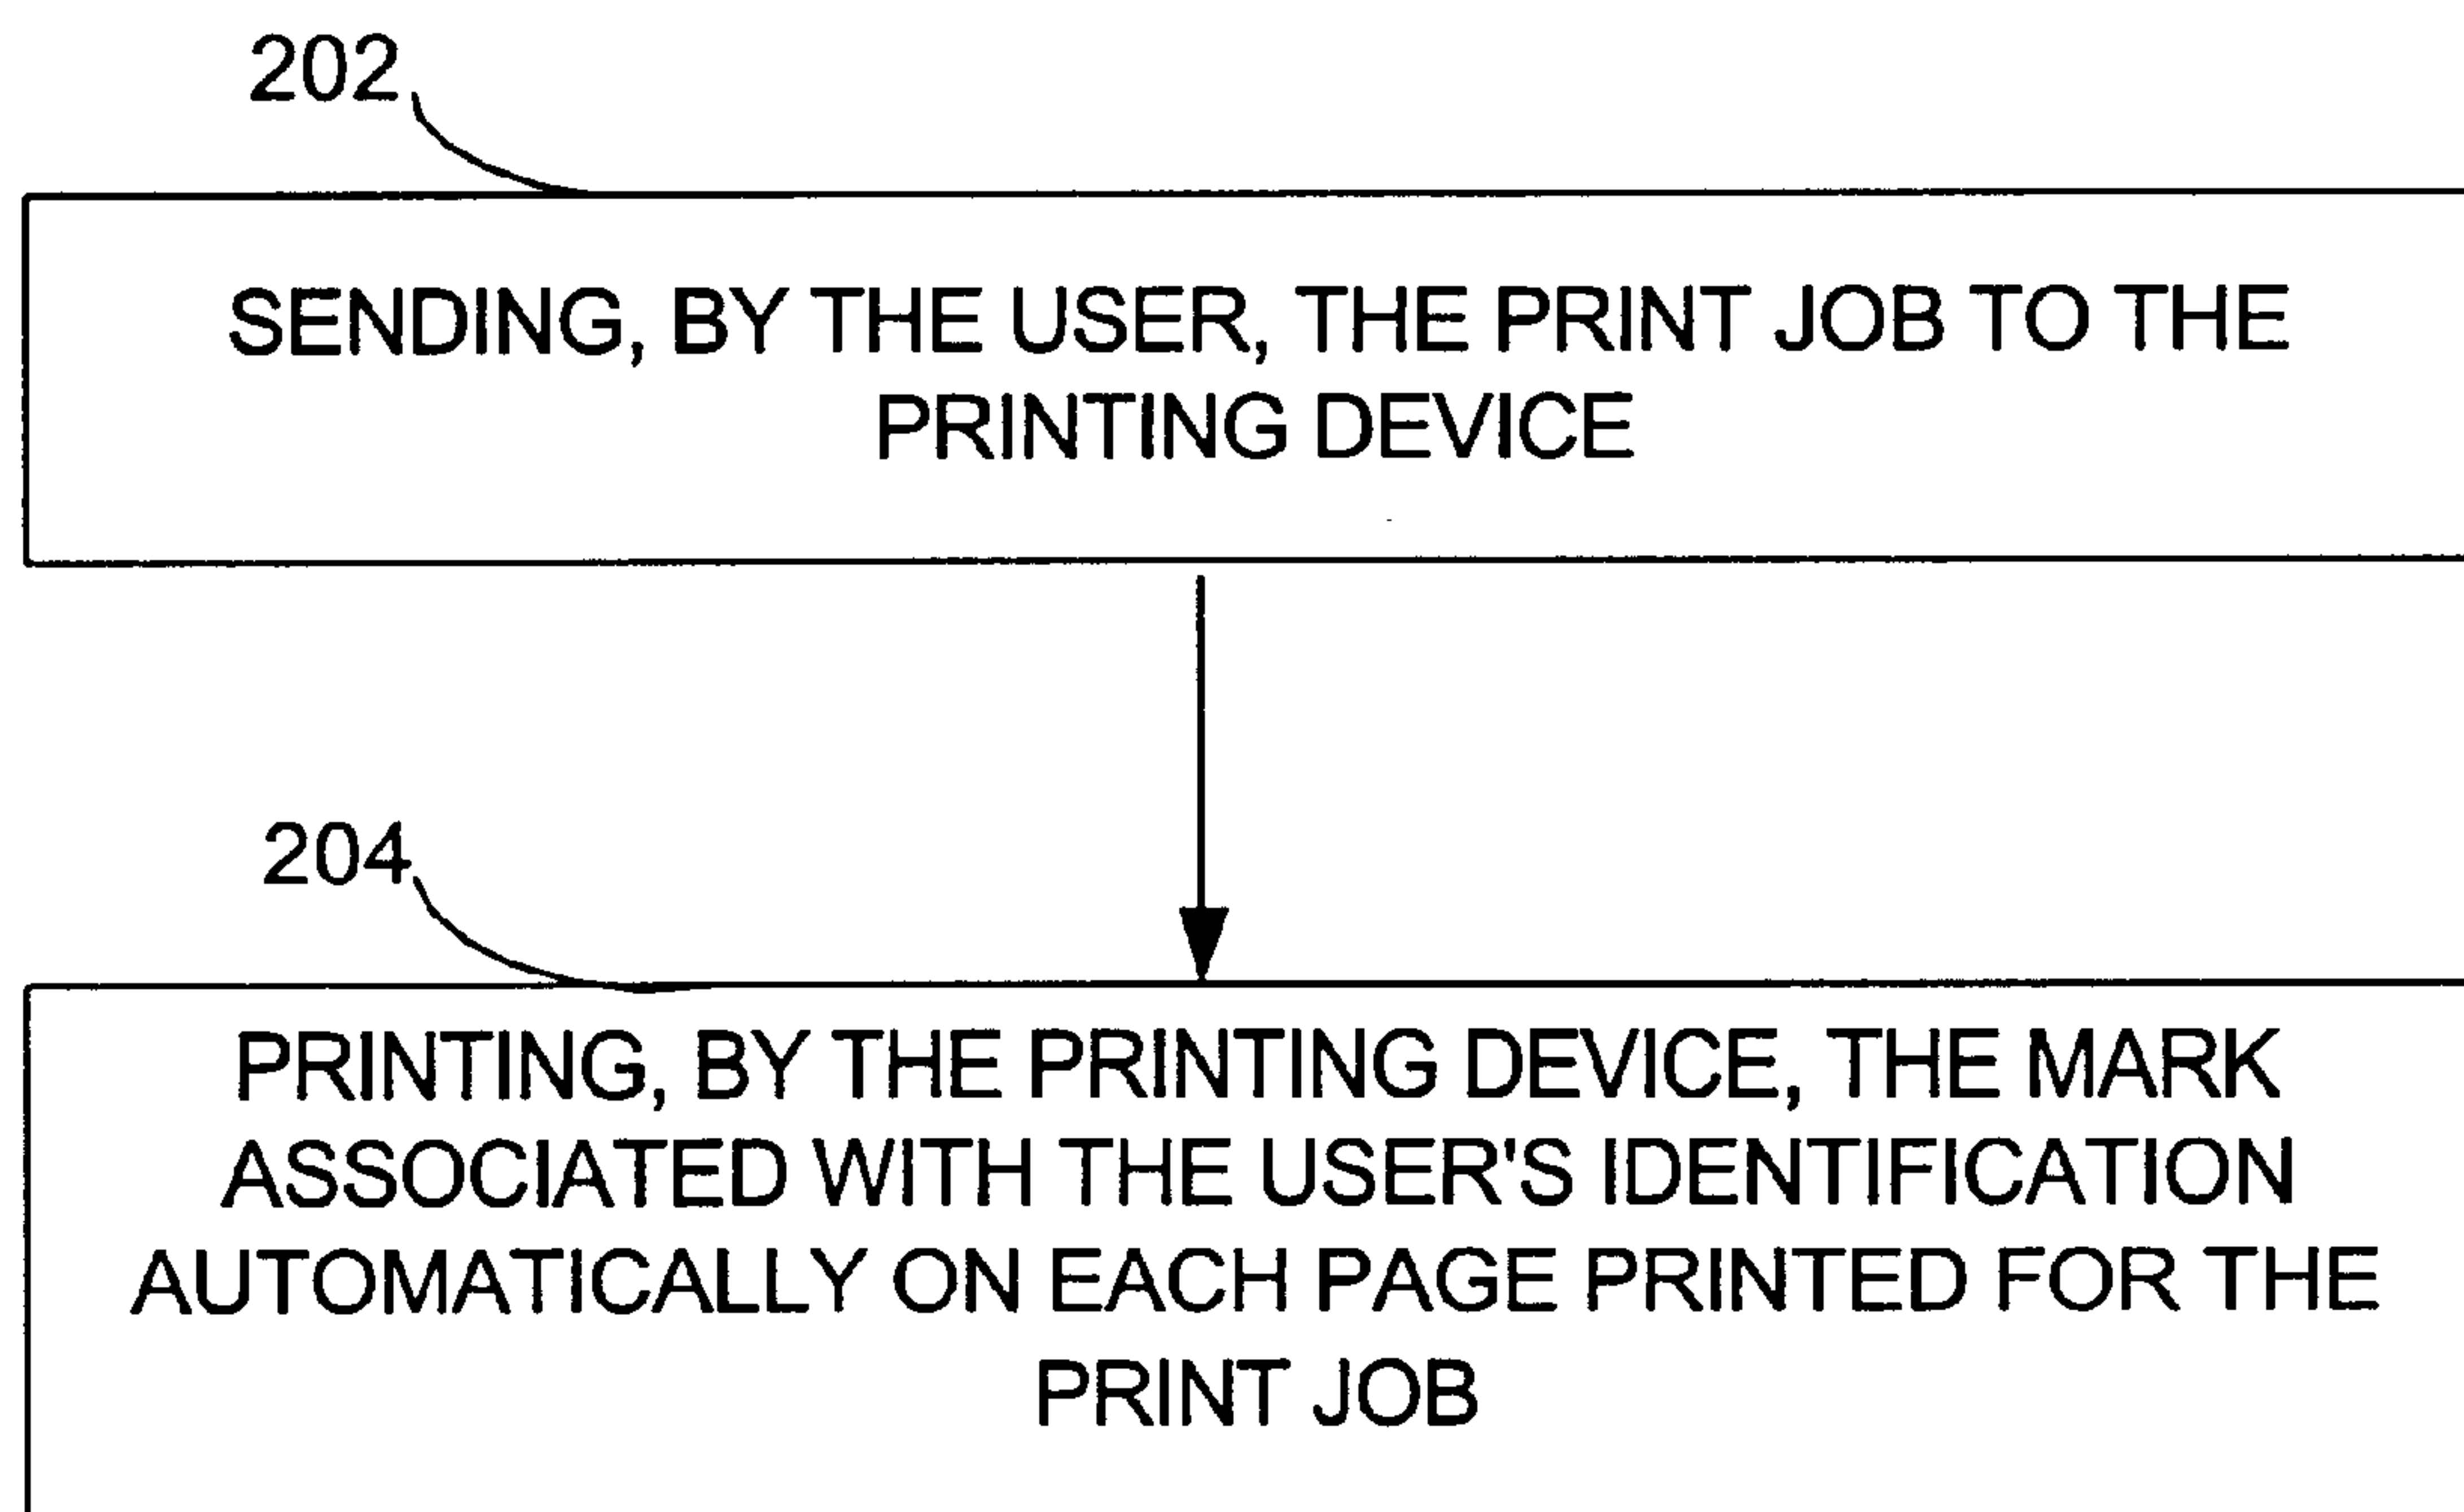 202
SENDING, BY THE USER, THE PRINT JOB TO THE
PRINTING DEVICE
204
PRINTING, BY THE PRINTING DEVICE, THE MARK
ASSOCIATED WITH THE USER'S IDENTIFICATION
AUTOMATICALLY ON EACH PAGE PRINTED FOR THE
PRINT JOB